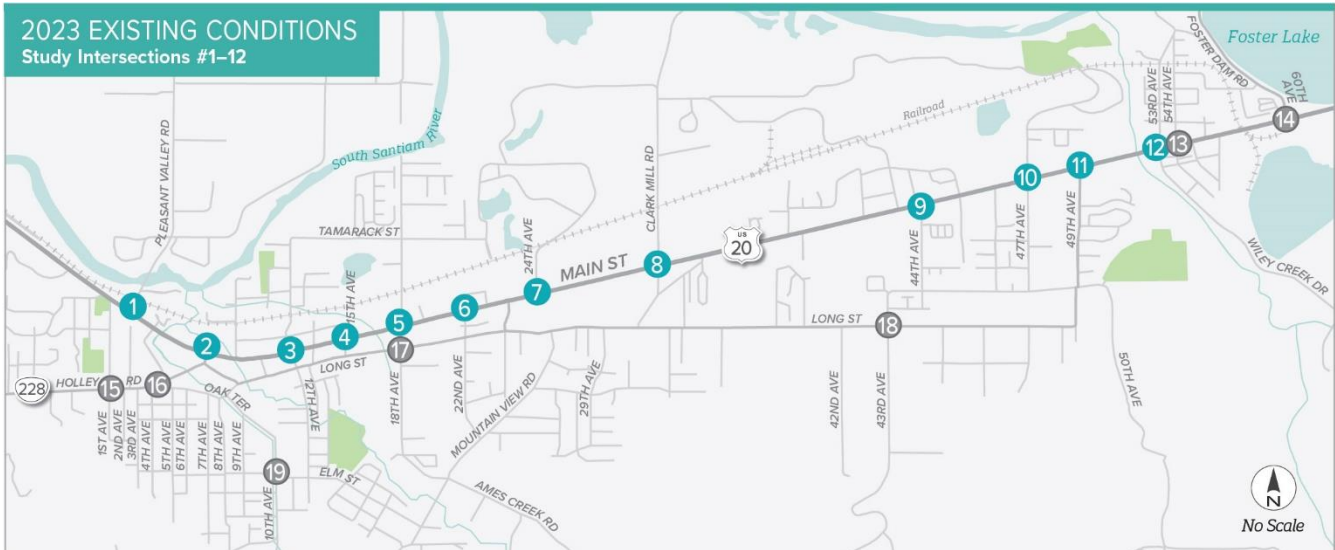 2023 EXISTING CONDITIONS
Study Intersections #1–12
Foster Lake
FOSTER DAM RD
60TH AVE
53RD AVE
54TH AVE
14
13
12
Railroad
PLEASANT VALLEY RD
South Santiam River
CLARK MILL RD
TAMARACK ST
24TH AVE
15TH AVE
MAIN ST
US
20
44TH AVE
47TH AVE
49TH AVE
WILEY CREEK DR
1
2
3
4
5
6
7
8
9
10
11
LONG ST
18
17
LONG ST
228
HOLLEY RD
15
16
OAK TER
12TH AVE
18TH AVE
22ND AVE
MOUNTAIN VIEW RD
29TH AVE
42ND AVE
43RD AVE
50TH AVE
1ST AVE
2ND AVE
3RD AVE
4TH AVE
5TH AVE
6TH AVE
7TH AVE
8TH AVE
9TH AVE
19
10TH AVE
ELM ST
AMES CREEK RD
N
No Scale